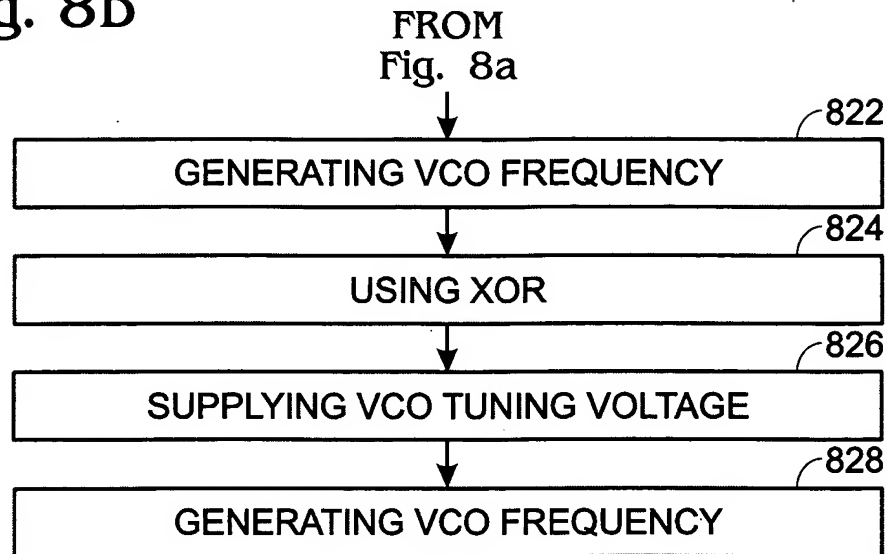 g. 8B
FROM
Fig. 8a
822
GENERATING VCO FREQUENCY
824
USING XOR
826
SUPPLYING VCO TUNING VOLTAGE
828
GENERATING VCO FREQUENCY